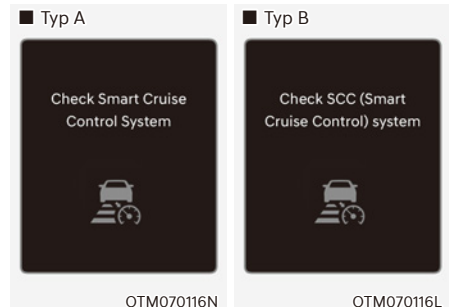 ■ Typ A
Check Smart Cruise
Control System
OTM070116N
■ Typ B
Check SCC (Smart
Cruise Control) system
OTM070116L